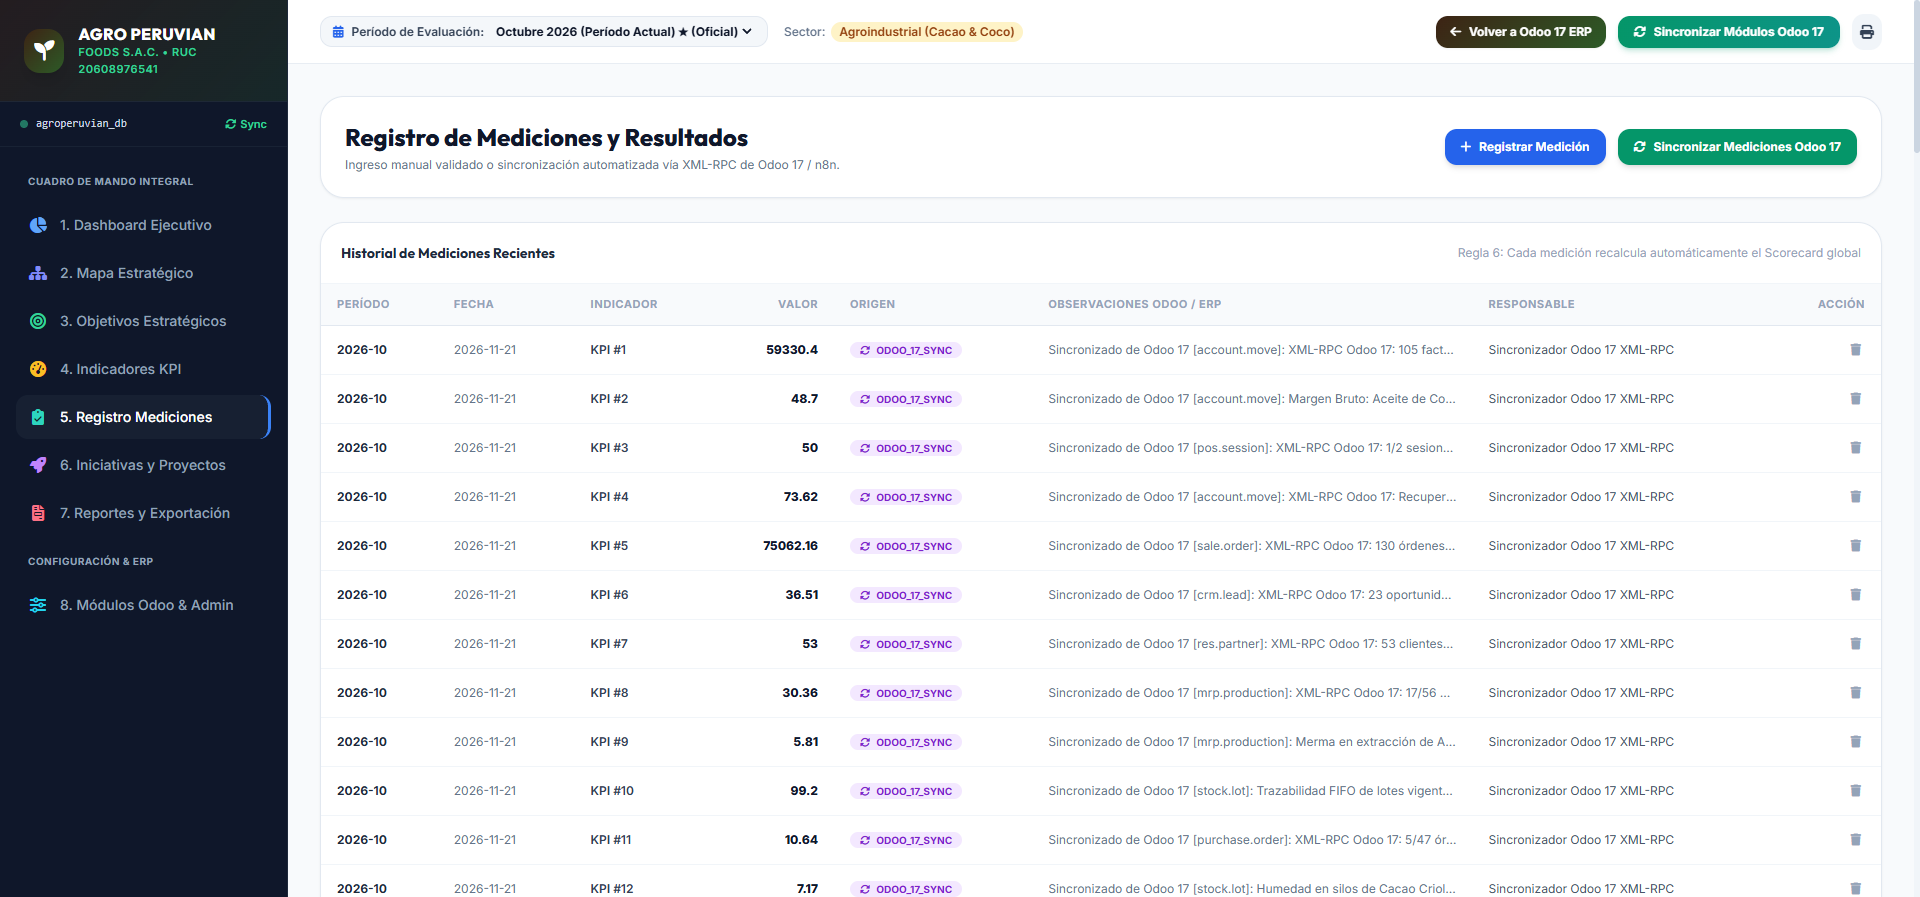 AGRO PERUVIAN
FOODS S.A.C. • RUC
20608976541
agroperuvian_db
Sync
CUADRO DE MANDO INTEGRAL
1. Dashboard Ejecutivo
2. Mapa Estratégico
3. Objetivos Estratégicos
4. Indicadores KPI
5. Registro Mediciones
6. Iniciativas y Proyectos
7. Reportes y Exportación
CONFIGURACIÓN & ERP
8. Módulos Odoo & Admin
Período de Evaluación: Octubre 2026 (Período Actual) ★ (Oficial)
Sector: Agroindustrial (Cacao & Coco)
Volver a Odoo 17 ERP
Sincronizar Módulos Odoo 17
Registro de Mediciones y Resultados
Ingreso manual validado o sincronización automatizada vía XML-RPC de Odoo 17 / n8n.
Registrar Medición
Sincronizar Mediciones Odoo 17
Historial de Mediciones Recientes
Regla 6: Cada medición recalcula automáticamente el Scorecard global
PERÍODO FECHA INDICADOR VALOR ORIGEN OBSERVACIONES ODOO / ERP RESPONSABLE ACCIÓN
2026-10 2026-11-21 KPI #1 59330.4 ODOO_17_SYNC Sincronizado de Odoo 17 [account.move]: XML-RPC Odoo 17: 105 fact... Sincronizador Odoo 17 XML-RPC
2026-10 2026-11-21 KPI #2 48.7 ODOO_17_SYNC Sincronizado de Odoo 17 [account.move]: Margen Bruto: Aceite de Co... Sincronizador Odoo 17 XML-RPC
2026-10 2026-11-21 KPI #3 50 ODOO_17_SYNC Sincronizado de Odoo 17 [pos.session]: XML-RPC Odoo 17: 1/2 sesion... Sincronizador Odoo 17 XML-RPC
2026-10 2026-11-21 KPI #4 73.62 ODOO_17_SYNC Sincronizado de Odoo 17 [account.move]: XML-RPC Odoo 17: Recuper... Sincronizador Odoo 17 XML-RPC
2026-10 2026-11-21 KPI #5 75062.16 ODOO_17_SYNC Sincronizado de Odoo 17 [sale.order]: XML-RPC Odoo 17: 130 órdenes... Sincronizador Odoo 17 XML-RPC
2026-10 2026-11-21 KPI #6 36.51 ODOO_17_SYNC Sincronizado de Odoo 17 [crm.lead]: XML-RPC Odoo 17: 23 oportunid... Sincronizador Odoo 17 XML-RPC
2026-10 2026-11-21 KPI #7 53 ODOO_17_SYNC Sincronizado de Odoo 17 [res.partner]: XML-RPC Odoo 17: 53 clientes... Sincronizador Odoo 17 XML-RPC
2026-10 2026-11-21 KPI #8 30.36 ODOO_17_SYNC Sincronizado de Odoo 17 [mrp.production]: XML-RPC Odoo 17: 17/56 ... Sincronizador Odoo 17 XML-RPC
2026-10 2026-11-21 KPI #9 5.81 ODOO_17_SYNC Sincronizado de Odoo 17 [mrp.production]: Merma en extracción de A... Sincronizador Odoo 17 XML-RPC
2026-10 2026-11-21 KPI #10 99.2 ODOO_17_SYNC Sincronizado de Odoo 17 [stock.lot]: Trazabilidad FIFO de lotes vigent... Sincronizador Odoo 17 XML-RPC
2026-10 2026-11-21 KPI #11 10.64 ODOO_17_SYNC Sincronizado de Odoo 17 [purchase.order]: XML-RPC Odoo 17: 5/47 ór... Sincronizador Odoo 17 XML-RPC
2026-10 2026-11-21 KPI #12 7.17 ODOO_17_SYNC Sincronizado de Odoo 17 [stock.lot]: Humedad en silos de Cacao Criol... Sincronizador Odoo 17 XML-RPC